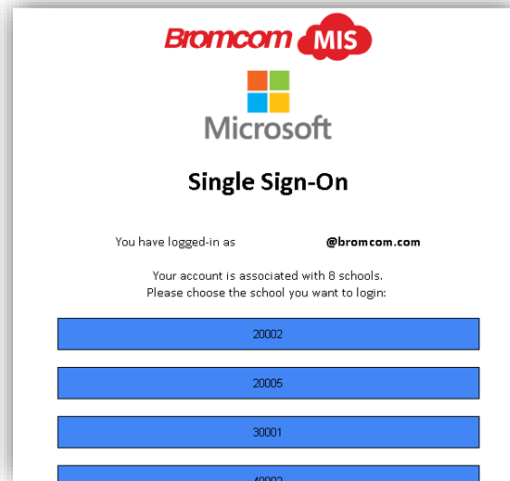 Bromcom MIS
Microsoft
Single Sign-On
You have logged-in as @bromcom.com
Your account is associated with 8 schools.
Please choose the school you want to login:
20002
20005
30001